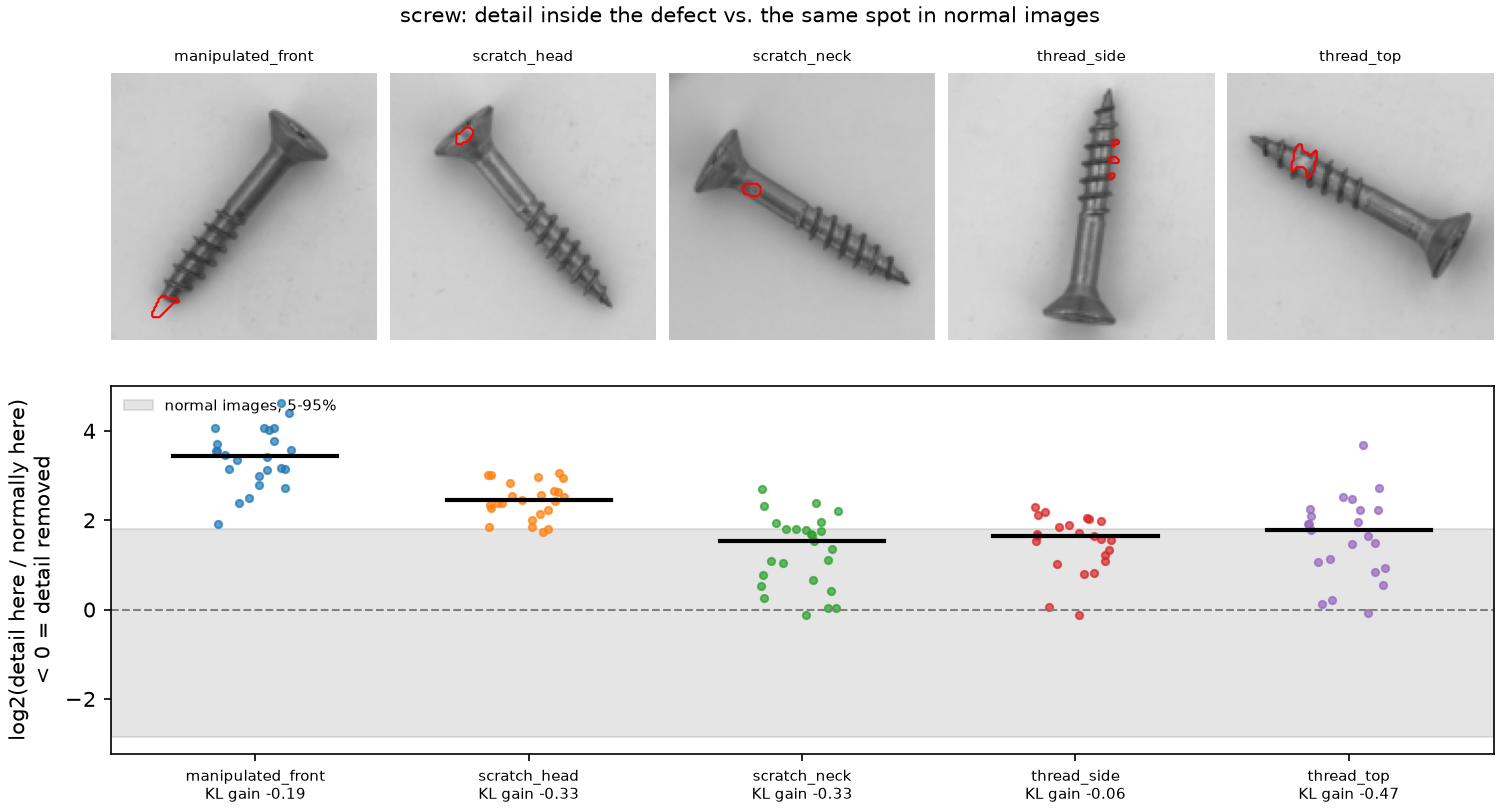 screw: detail inside the defect vs. the same spot in normal images
manipulated_front
scratch_head
scratch_neck
thread_side
thread_top
log2(detail here / normally here)
< 0 = detail removed
normal images, 5-95%
4
2
0
−2
manipulated_front
KL gain -0.19
scratch_head
KL gain -0.33
scratch_neck
KL gain -0.33
thread_side
KL gain -0.06
thread_top
KL gain -0.47